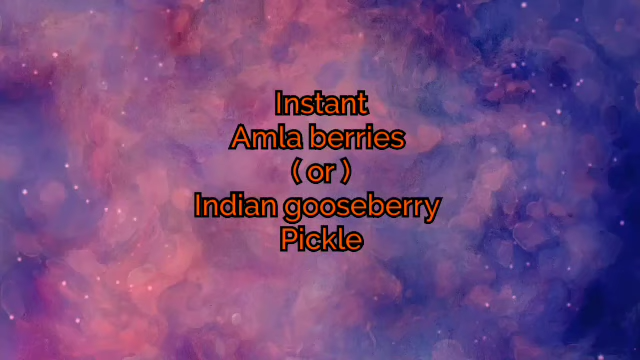 Instant
Amla berries
( or )
Indian gooseberry
Pickle